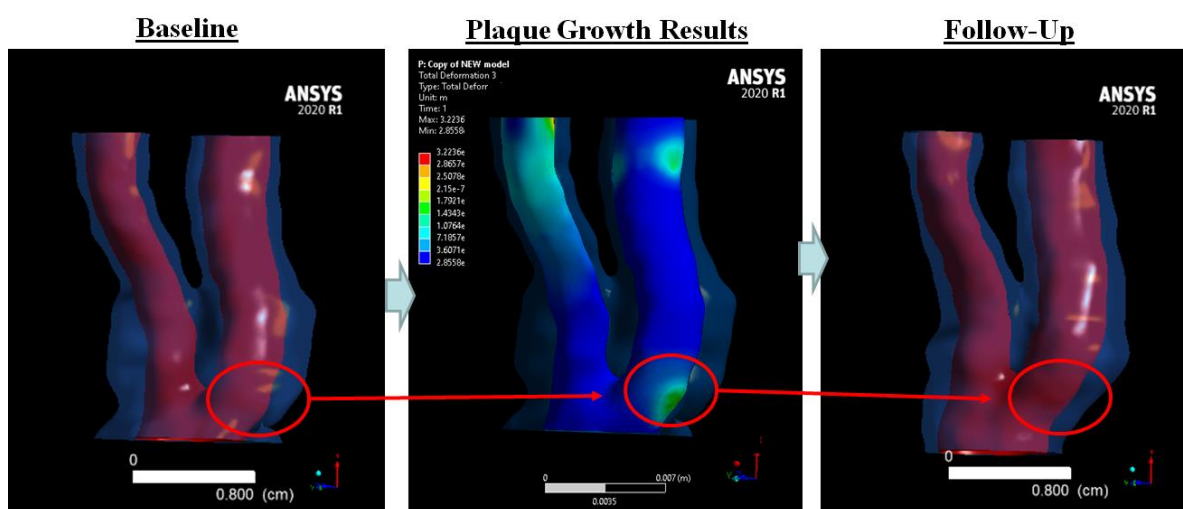 Baseline
Plaque Growth Results
Follow-Up
ANSYS
2020 R1
0
0.800 (cm)
P: Copy of NEW model
Total Deformation 3
Type: Total Deforr
Unit: m
Time: 1
Max: 3.2236
Min: 2.8558
3.2236e
2.8657e
2.5078e
2.15e-7
1.7921e
1.4343e
1.0764e
7.1857e
3.6071e
2.8558e
ANSYS
2020 R1
0.007 (m)
0.0035
ANSYS
2020 R1
0
0.800 (cm)